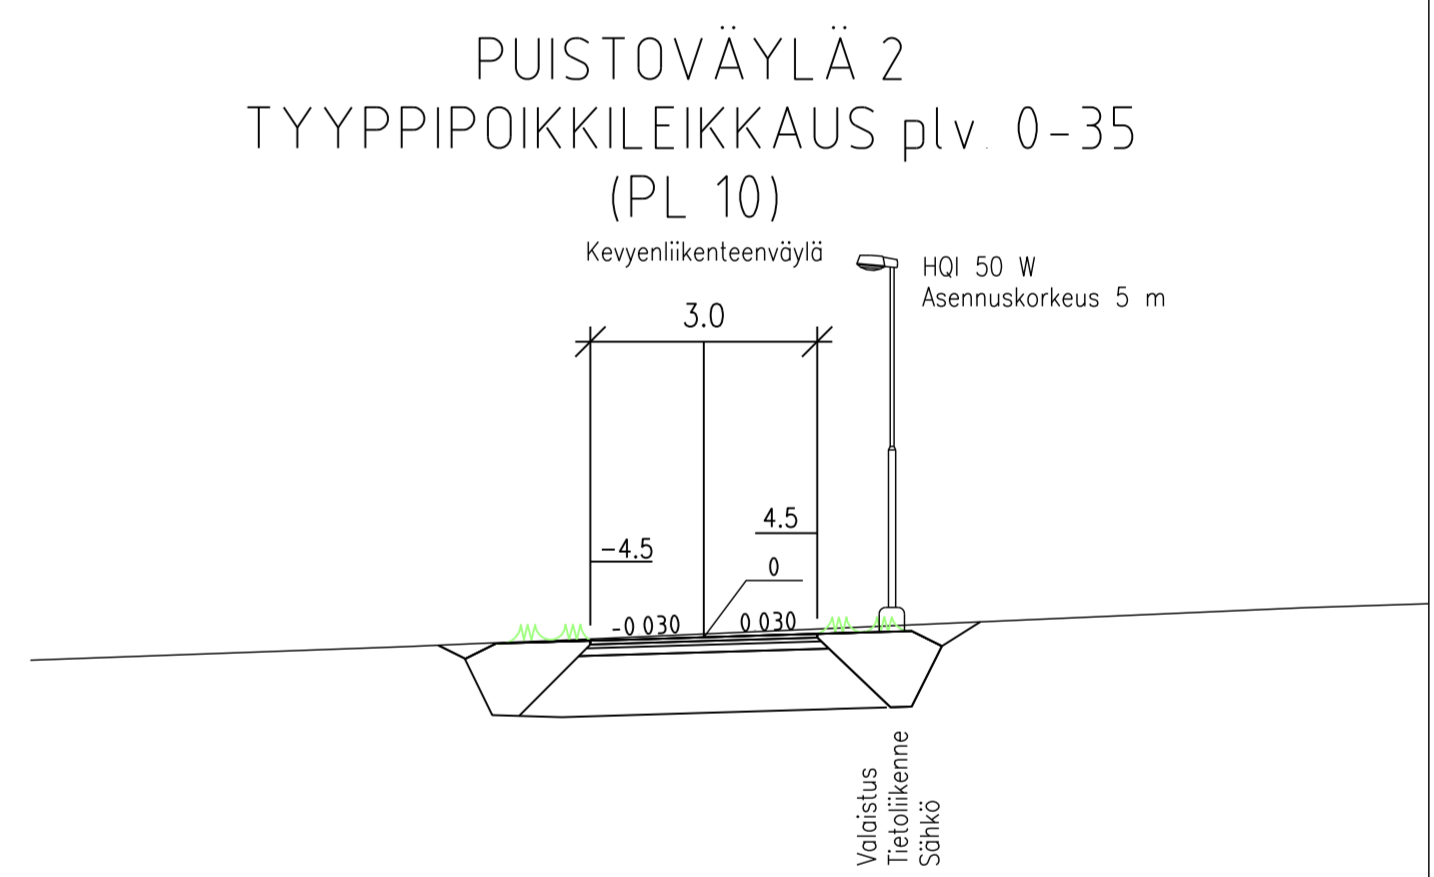 PUISTOVÄYLÄ 2
TYYPPIPOIKKILEIKKAUS plv. 0-35
(PL 10)
Kevyenliikenteenväylä
HQI 50 W
Asennuskorkeus 5 m
3.0
4.5
-4.5
0
-0 030
0 030
Valaistus
Tietoliikenne
Sähkö